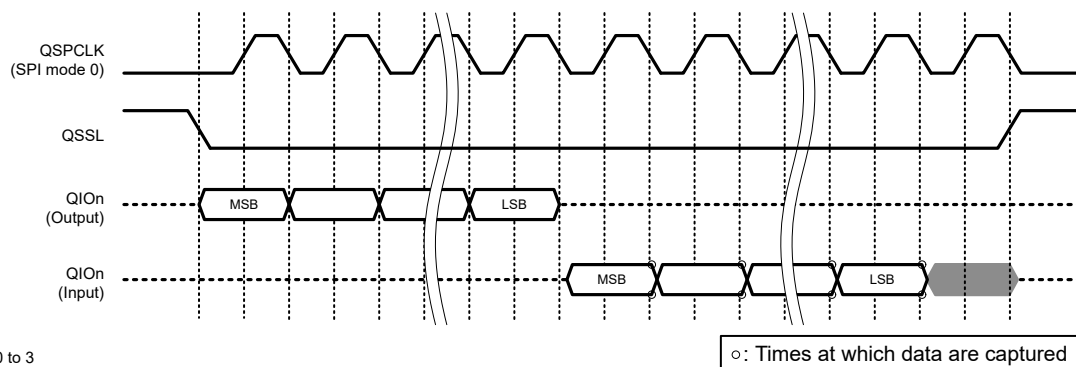 QSPCLK
(SPI mode 0)
QSSL
QIOn
(Output)
MSB
LSB
QIOn
(Input)
MSB
LSB
0 to 3
○: Times at which data are captured